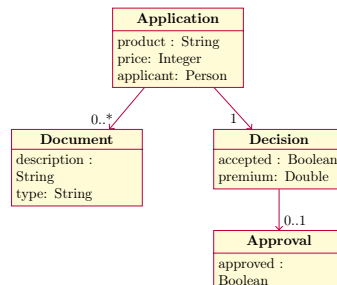 Application
product : String
price: Integer
applicant: Person
0..*
1
Document
description :
String
type: String
Decision
accepted : Boolean
premium: Double
0..1
Approval
approved :
Boolean